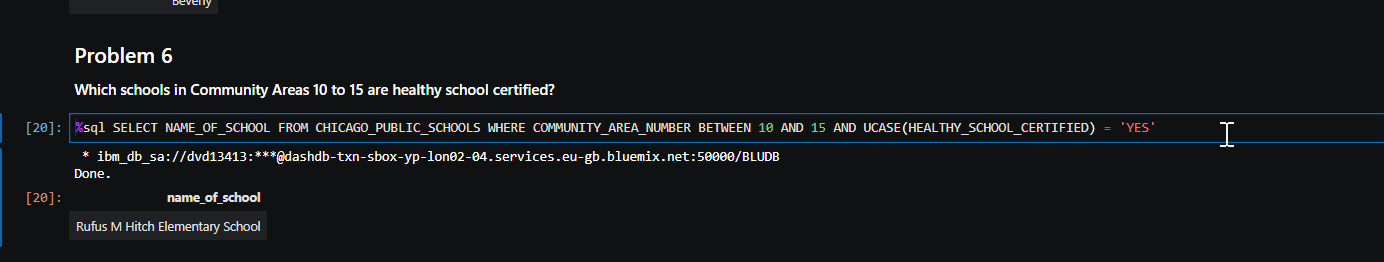 Beverly
Problem 6
Which schools in Community Areas 10 to 15 are healthy school certified?
[20]: %sql SELECT NAME_OF_SCHOOL FROM CHICAGO_PUBLIC_SCHOOLS WHERE COMMUNITY_AREA_NUMBER BETWEEN 10 AND 15 AND UCASE(HEALTHY_SCHOOL_CERTIFIED) = 'YES'
* ibm_db_sa://dvd13413:***@dashdb-txn-sbox-yp-lon02-04.services.eu-gb.bluemix.net:50000/BLUDB
Done.
[20]: name_of_school
Rufus M Hitch Elementary School